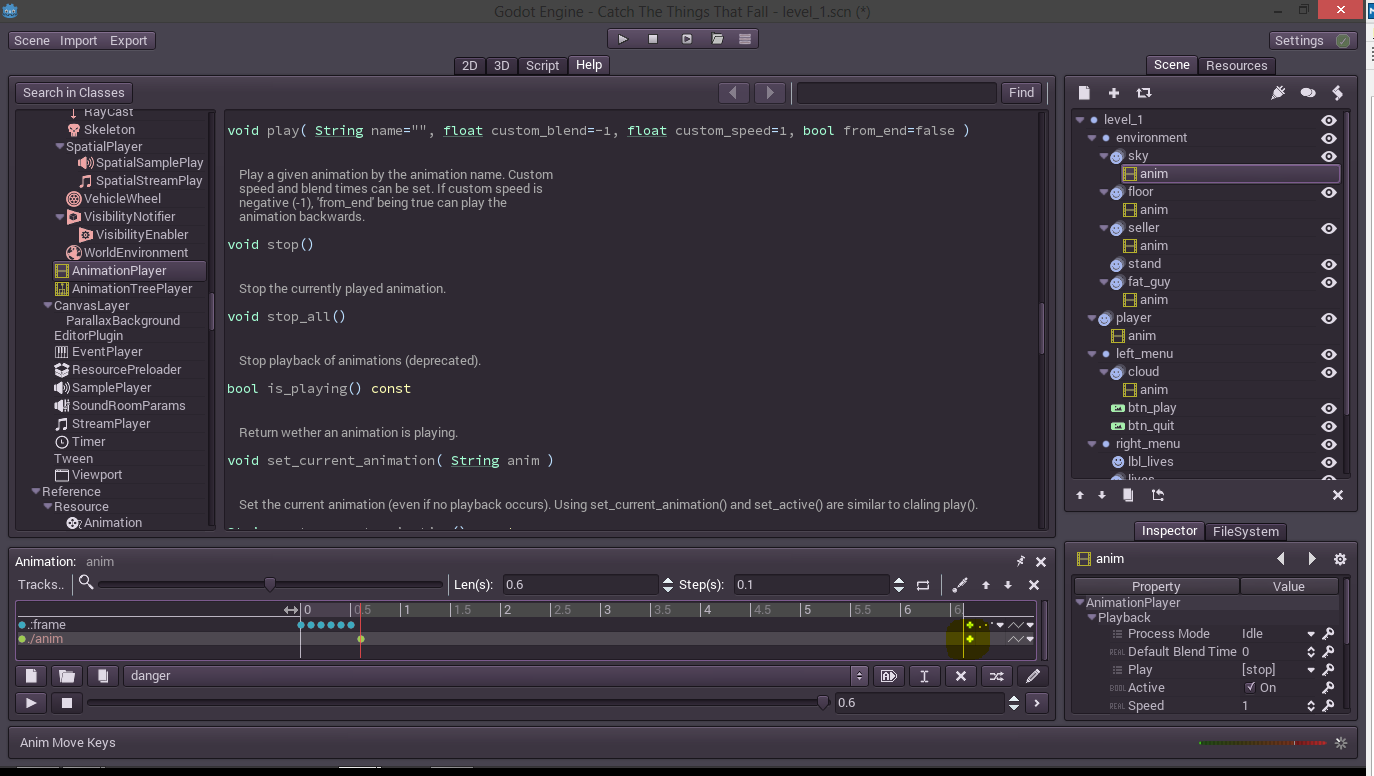 Godot Engine - Catch The Things That Fall - level_1.scn (*)
Scene Import Export
Settings
2D 3D Script Help
Search in Classes
Find
RayCast
Skeleton
SpatialPlayer
SpatialSamplePlay
SpatialStreamPlay
VehicleWheel
VisibilityNotifier
VisibilityEnabler
WorldEnvironment
AnimationPlayer
AnimationTreePlayer
CanvasLayer
ParallaxBackground
EditorPlugin
EventPlayer
ResourcePreloader
SamplePlayer
SoundRoomParams
StreamPlayer
Timer
Tween
Viewport
Reference
Resource
Animation
void play( String name="", float custom_blend=-1, float custom_speed=1, bool from_end=false )
Play a given animation by the animation name. Custom
speed and blend times can be set. If custom speed is
negative (-1), 'from_end' being true can play the
animation backwards.
void stop()
Stop the currently played animation.
void stop_all()
Stop playback of animations (deprecated).
bool is_playing() const
Return wether an animation is playing.
void set_current_animation( String anim )
Set the current animation (even if no playback occurs). Using set_current_animation() and set_active() are similar to claling play().
Scene Resources
level_1
environment
sky
anim
floor
anim
seller
anim
stand
fat_guy
anim
player
anim
left_menu
cloud
anim
btn_play
btn_quit
right_menu
lbl_lives
lives
Inspector FileSystem
anim
Property Value
AnimationPlayer
Playback
Process Mode Idle
REAL Default Blend Time 0
Play [stop]
BOOL Active On
REAL Speed 1
Animation: anim
Tracks.. Len(s): 0.6 Step(s): 0.1
0 0.5 1 1.5 2 2.5 3 3.5 4 4.5 5 5.5 6 6
.:frame
./anim
danger
0.6
Anim Move Keys